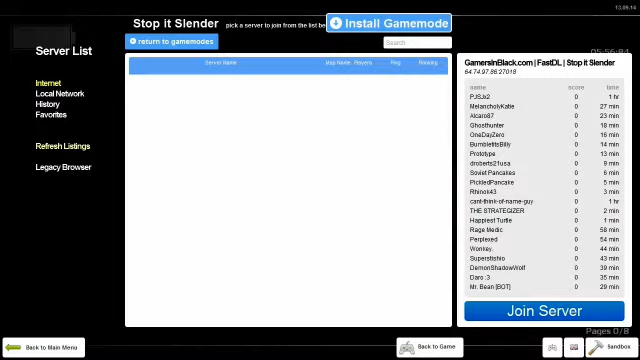 13.09.14
Stop it Slender pick a server to join from the list be
Install Gamemode
return to gamemodes
Search
Server List
Internet
Local Network
History
Favorites
Refresh Listings
Legacy Browser
Server Name Map Name Players Ping Ranking
GamersInBlack.com | FastDL | Stop it Slender
64.74.97.86:27018
name score time
PJSJx2 0 1 hr
MelancholyKatie 0 27 min
Alcaro87 0 23 min
Ghosthunter 0 18 min
OneDayZero 0 16 min
BumblefitsBilly 0 14 min
Prototype 0 13 min
droberts21usa 0 9 min
Soviet Pancakes 0 6 min
PickledPancake 0 5 min
Rhinok43 0 3 min
cant-think-of-name-guy 0 1 hr
THE STRATEGIZER 0 2 min
Happiest Turtle 0 1 min
Rage Medic 0 58 min
Perplexed 0 54 min
Wonkey. 0 44 min
Superstishio 0 43 min
DemonShadowWolf 0 39 min
Daro :3 0 35 min
Mr. Bean [BOT] 0 29 min
Join Server
Pages 0/8
Back to Main Menu
Back to Game
Sandbox